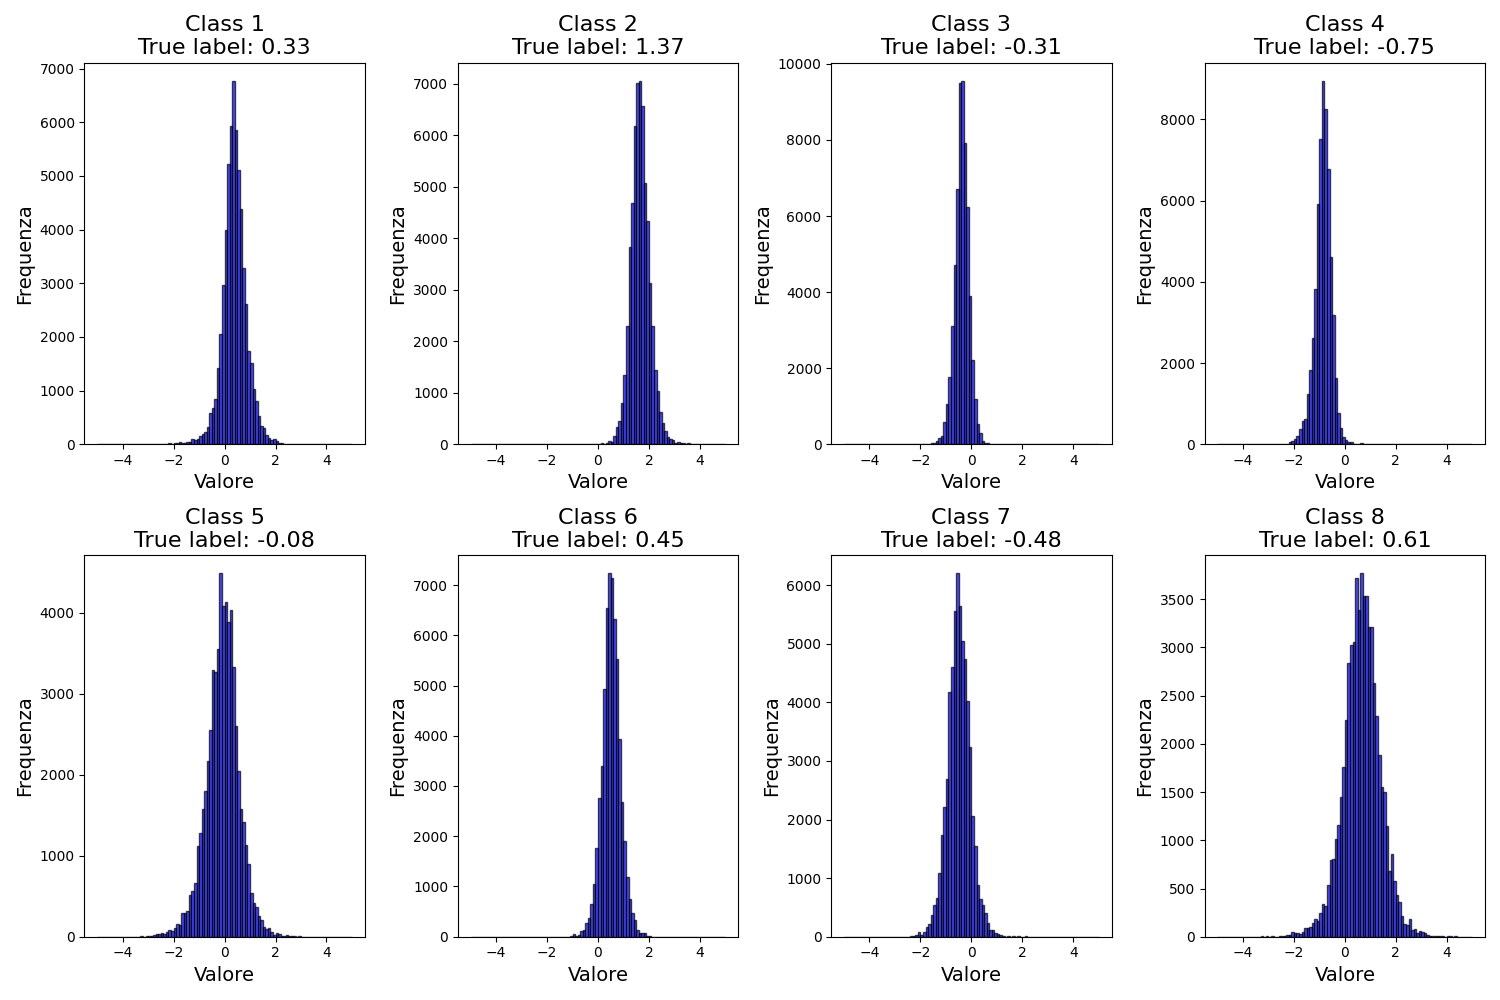 Class 1
True label: 0.33
Class 2
True label: 1.37
Class 3
True label: -0.31
Class 4
True label: -0.75
7000
6000
5000
4000
3000
2000
1000
0
Frequenza
−4 −2 0 2 4
Valore
7000
6000
5000
4000
3000
2000
1000
0
Frequenza
−4 −2 0 2 4
Valore
10000
8000
6000
4000
2000
0
Frequenza
−4 −2 0 2 4
Valore
8000
6000
4000
2000
0
Frequenza
−4 −2 0 2 4
Valore
Class 5
True label: -0.08
Class 6
True label: 0.45
Class 7
True label: -0.48
Class 8
True label: 0.61
4000
3000
2000
1000
0
Frequenza
−4 −2 0 2 4
Valore
7000
6000
5000
4000
3000
2000
1000
0
Frequenza
−4 −2 0 2 4
Valore
6000
5000
4000
3000
2000
1000
0
Frequenza
−4 −2 0 2 4
Valore
3500
3000
2500
2000
1500
1000
500
0
Frequenza
−4 −2 0 2 4
Valore